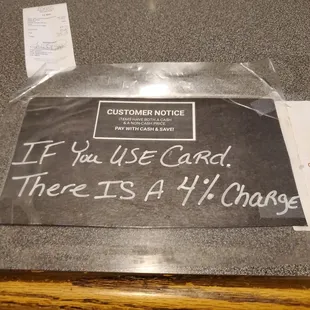 CUSTOMER NOTICE
ITEMS HAVE BOTH A CASH
& A NON-CASH PRICE.
PAY WITH CASH & SAVE!
IF You USE CARD.
There IS A 4% Charge